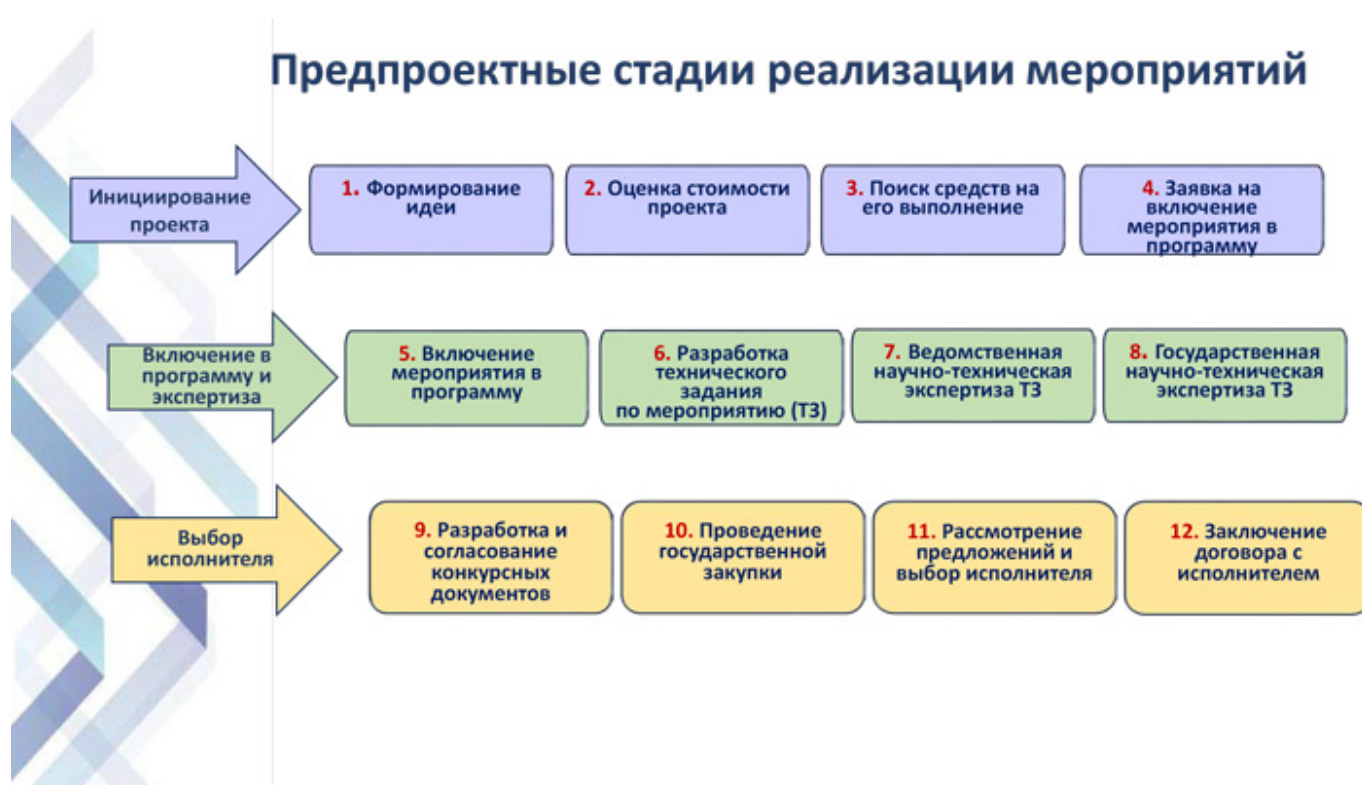 Предпроектные стадии реализации мероприятий
Инициирование
проекта
1. Формирование
идеи
2. Оценка стоимости
проекта
3. Поиск средств на
его выполнение
4. Заявка на
включение
мероприятия в
программу
Включение в
программу и
экспертиза
5. Включение
мероприятия в
программу
6. Разработка
технического
задания
по мероприятию (ТЗ)
7. Ведомственная
научно-техническая
экспертиза ТЗ
8. Государственная
научно-техническая
экспертиза ТЗ
Выбор
исполнителя
9. Разработка и
согласование
конкурсных
документов
10. Проведение
государственной
закупки
11. Рассмотрение
предложений и
выбор исполнителя
12. Заключение
договора с
исполнителем